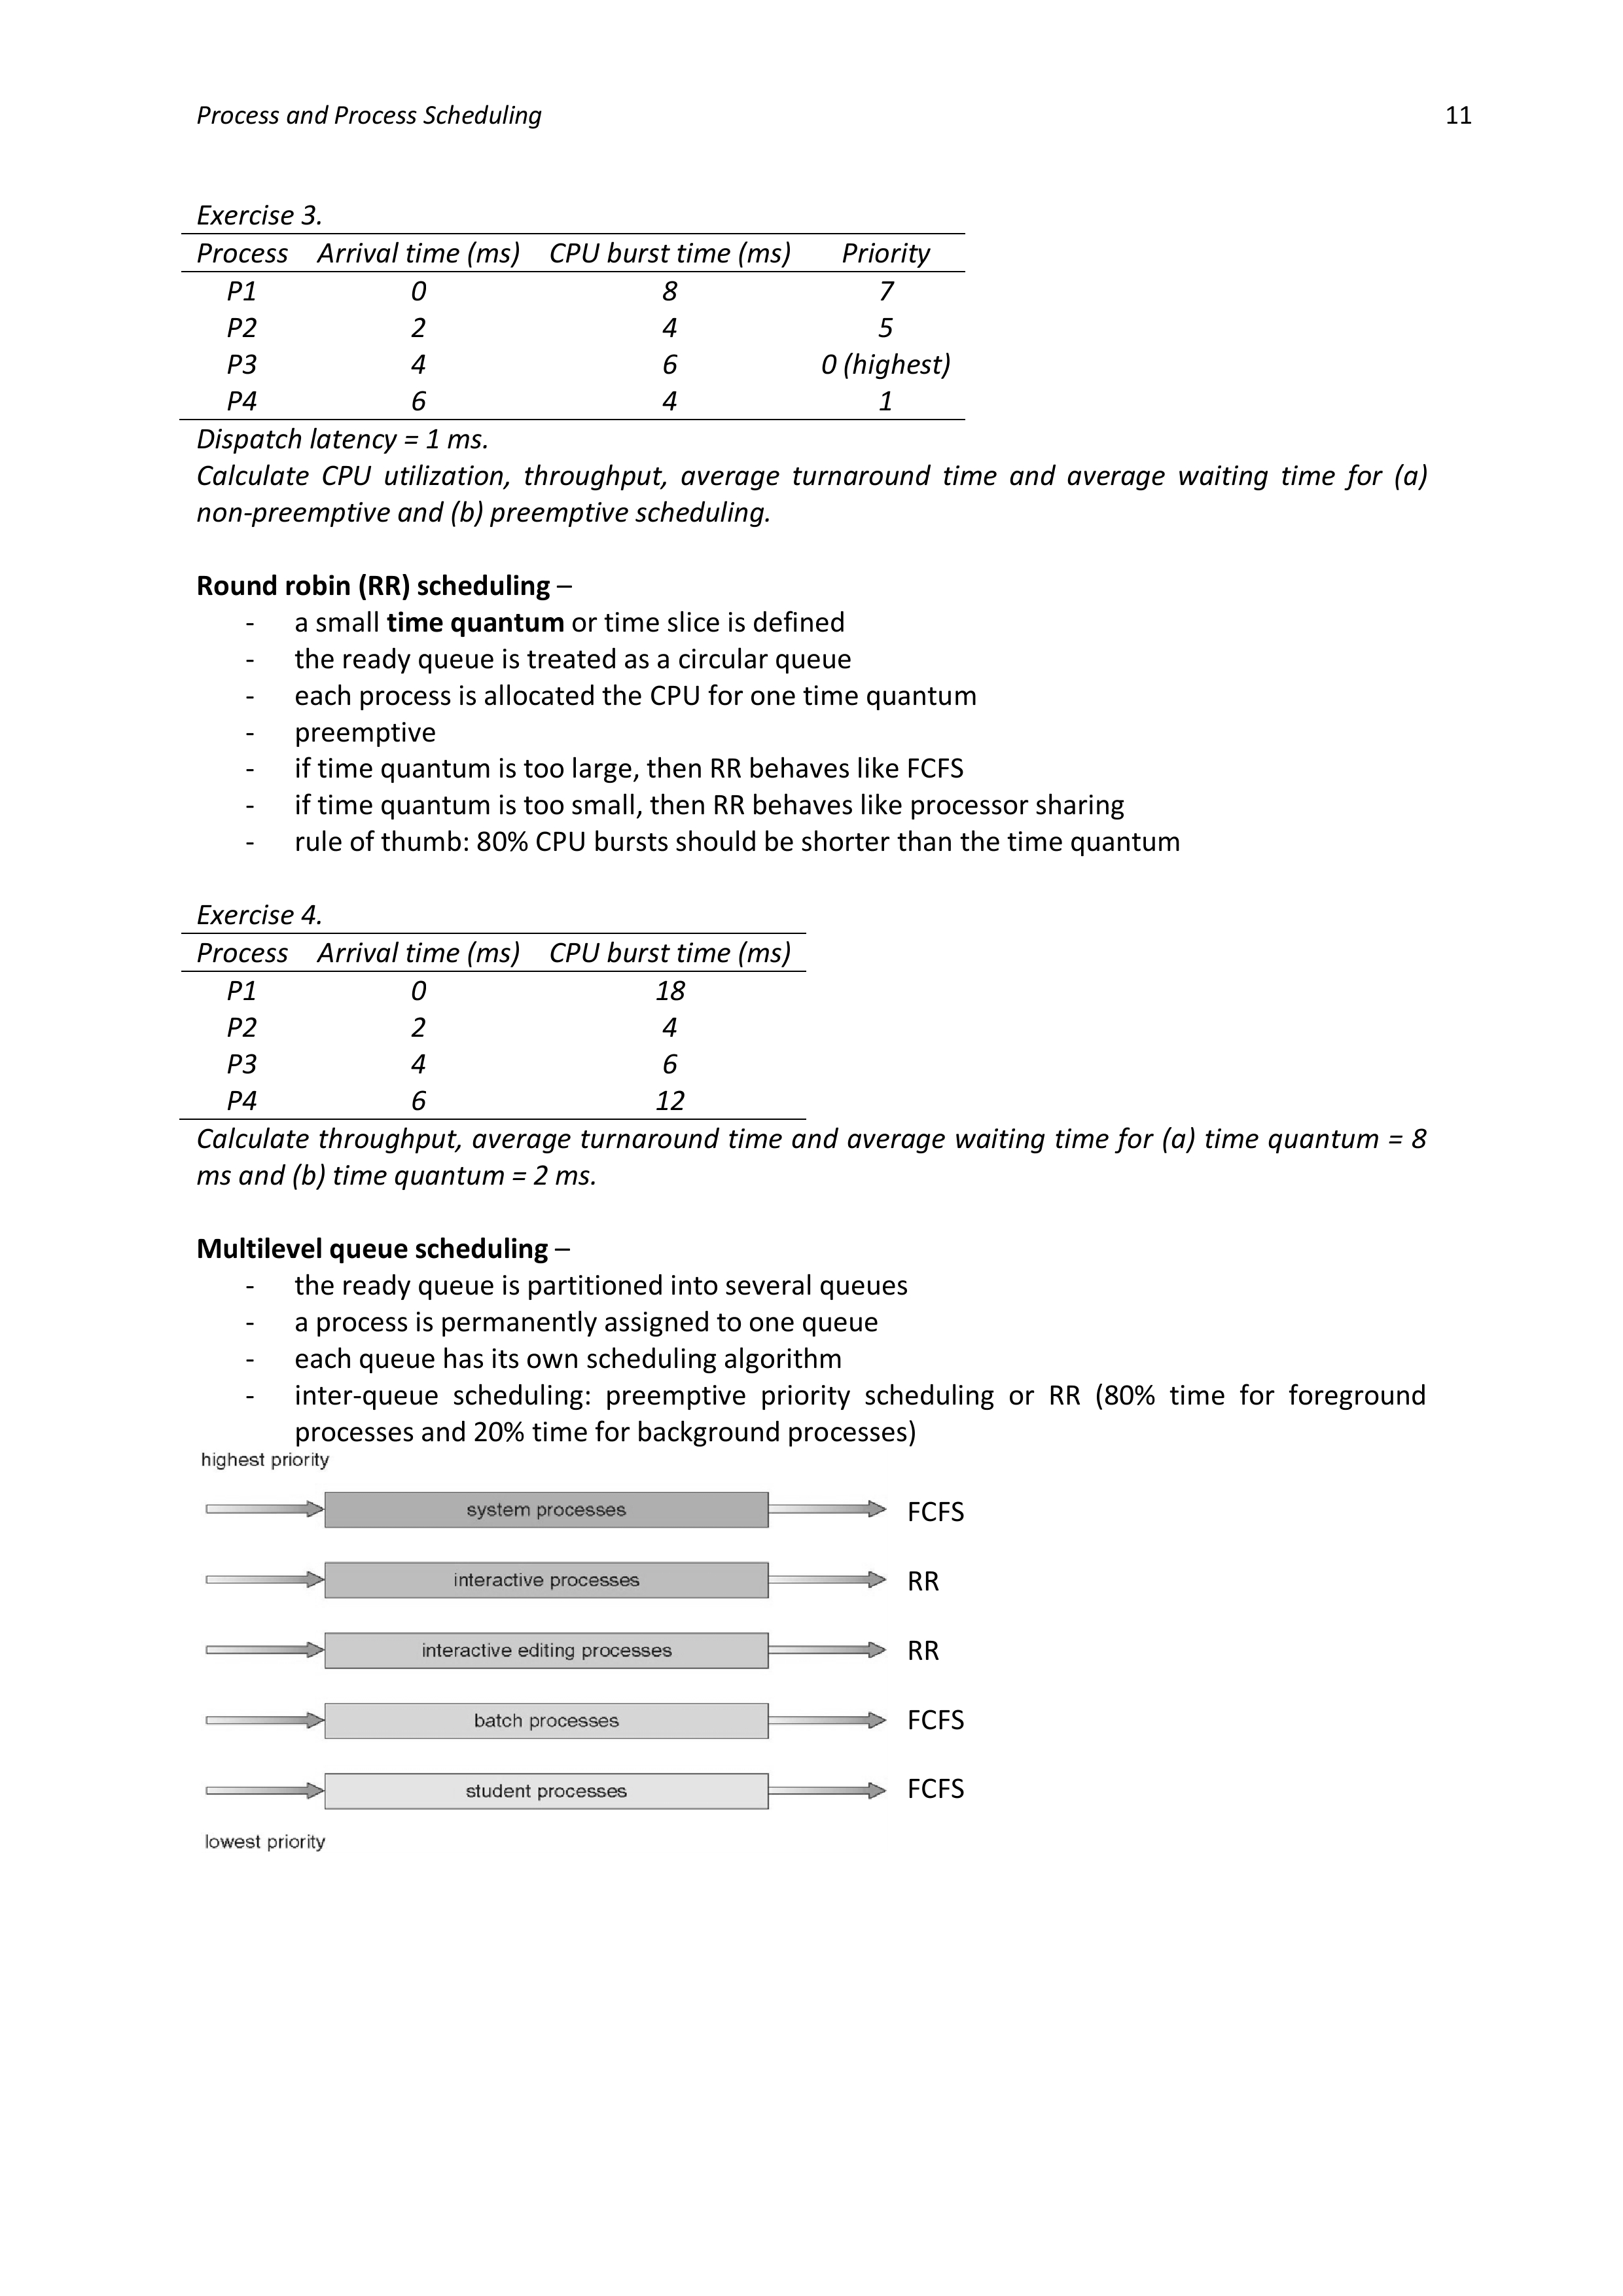 Process and Process Scheduling 11
Exercise 3.
Process Arrival time (ms) CPU burst time (ms) Priority
P1 0 8 7
P2 2 4 5
P3 4 6 0 (highest)
P4 6 4 1
Dispatch latency = 1 ms.
Calculate CPU utilization, throughput, average turnaround time and average waiting time for (a)
non-preemptive and (b) preemptive scheduling.
Round robin (RR) scheduling –
- a small time quantum or time slice is defined
- the ready queue is treated as a circular queue
- each process is allocated the CPU for one time quantum
- preemptive
- if time quantum is too large, then RR behaves like FCFS
- if time quantum is too small, then RR behaves like processor sharing
- rule of thumb: 80% CPU bursts should be shorter than the time quantum
Exercise 4.
Process Arrival time (ms) CPU burst time (ms)
P1 0 18
P2 2 4
P3 4 6
P4 6 12
Calculate throughput, average turnaround time and average waiting time for (a) time quantum = 8
ms and (b) time quantum = 2 ms.
Multilevel queue scheduling –
- the ready queue is partitioned into several queues
- a process is permanently assigned to one queue
- each queue has its own scheduling algorithm
- inter-queue scheduling: preemptive priority scheduling or RR (80% time for foreground
processes and 20% time for background processes)
highest priority
system processes FCFS
interactive processes RR
interactive editing processes RR
batch processes FCFS
student processes FCFS
lowest priority